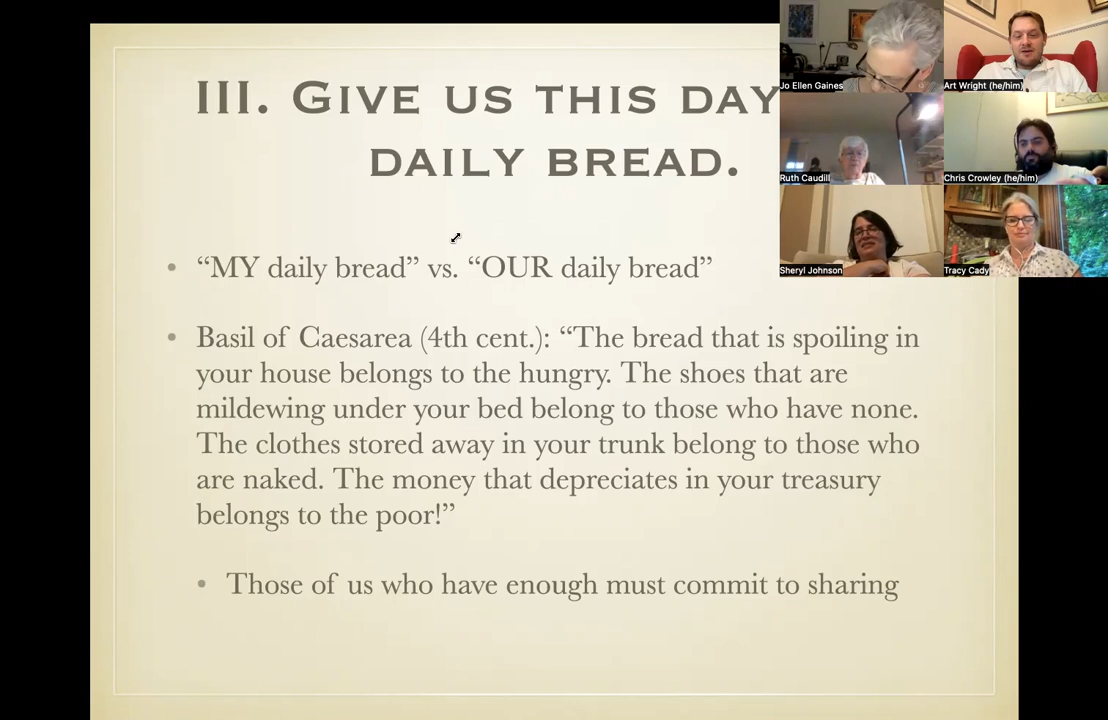 III. GIVE US THIS DAY
DAILY BREAD.
• “MY daily bread” vs. “OUR daily bread”
• Basil of Caesarea (4th cent.): “The bread that is spoiling in
your house belongs to the hungry. The shoes that are
mildewing under your bed belong to those who have none.
The clothes stored away in your trunk belong to those who
are naked. The money that depreciates in your treasury
belongs to the poor!”
• Those of us who have enough must commit to sharing
Jo Ellen Gaines
Art Wright (he/him)
Ruth Caudill
Chris Crowley (he/him)
Sheryl Johnson
Tracy Cady